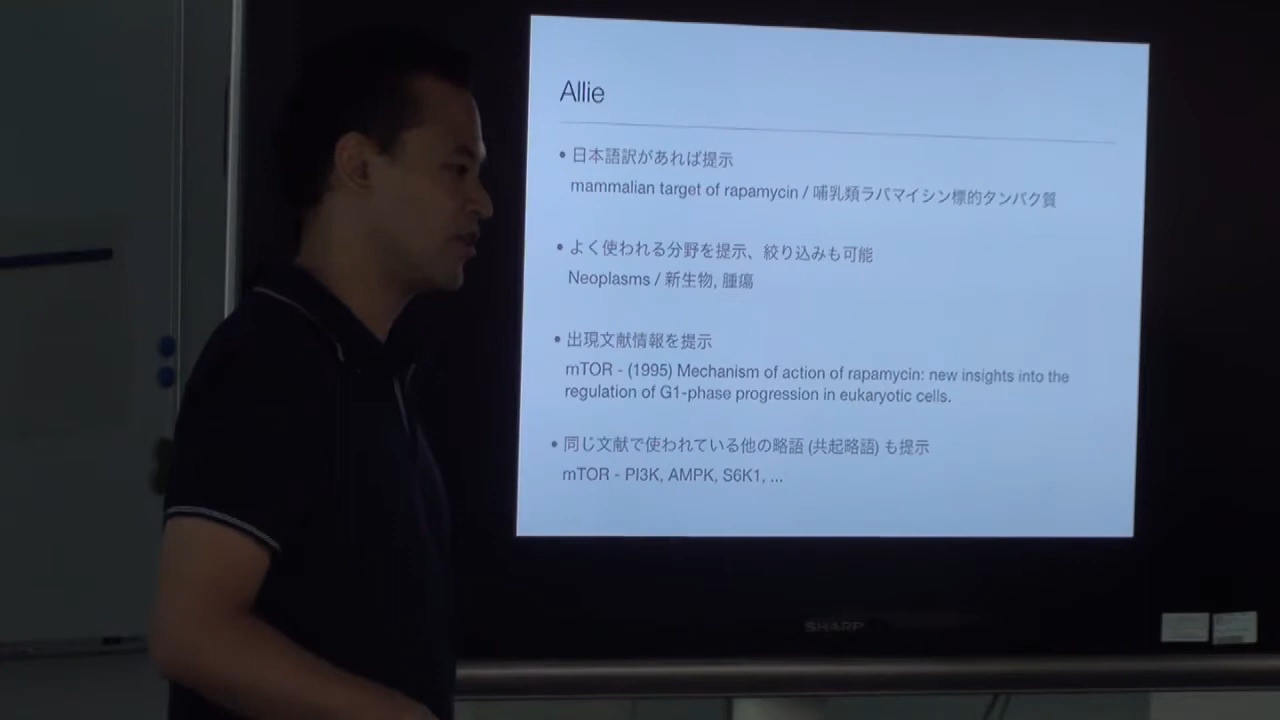 Allie
• 日本語訳があれば提示
mammalian target of rapamycin / 哺乳類ラパマイシン標的タンパク質
• よく使われる分野を提示、絞り込みも可能
Neoplasms / 新生物, 腫瘍
• 出現文献情報を提示
mTOR - (1995) Mechanism of action of rapamycin: new insights into the
regulation of G1-phase progression in eukaryotic cells.
• 同じ文献で使われている他の略語 (共起略語) も提示
mTOR - PI3K, AMPK, S6K1, ...
SHARP